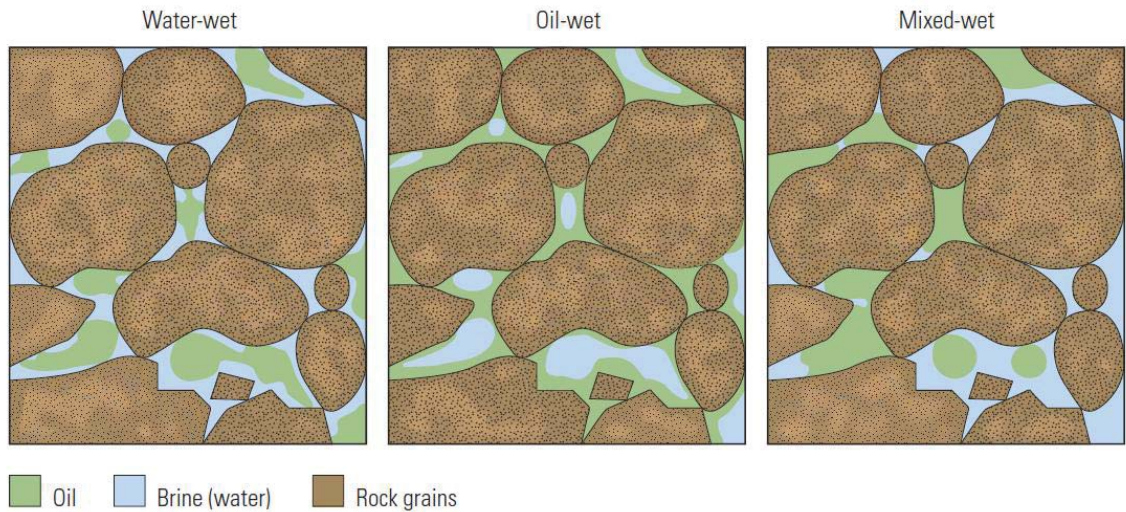 Water-wet
Oil-wet
Mixed-wet
Oil
Brine (water)
Rock grains